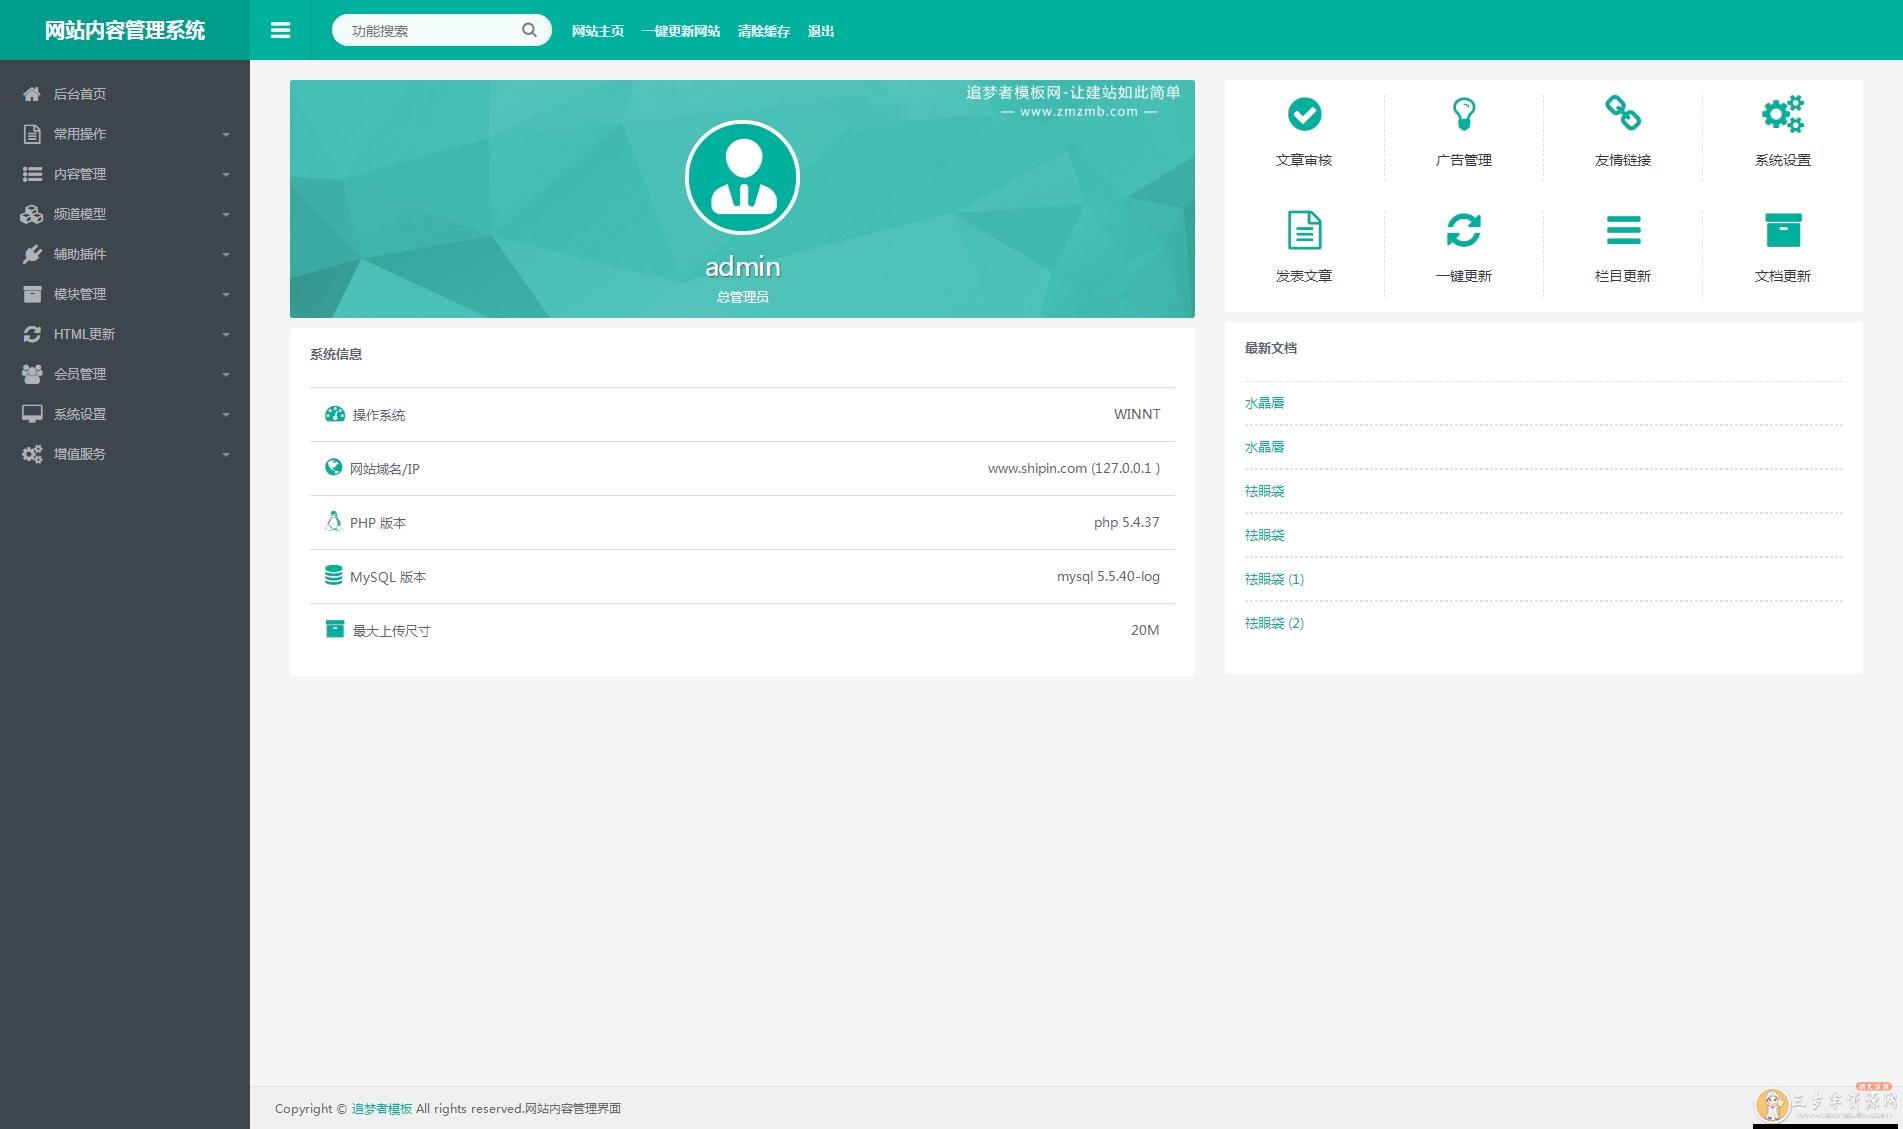 网站内容管理系统
功能搜索
网站主页 一键更新网站 清除缓存 退出
后台首页
常用操作
内容管理
频道模型
辅助插件
模块管理
HTML更新
会员管理
系统设置
增值服务
追梦者模板网-让建站如此简单
— www.zmzmb.com —
admin
总管理员
系统信息
操作系统 WINNT
网站域名/IP www.shipin.com (127.0.0.1 )
PHP 版本 php 5.4.37
MySQL 版本 mysql 5.5.40-log
最大上传尺寸 20M
文章审核 广告管理 友情链接 系统设置
发表文章 一键更新 栏目更新 文档更新
最新文档
水晶唇
水晶唇
祛眼袋
祛眼袋
祛眼袋 (1)
祛眼袋 (2)
Copyright © 追梦者模板 All rights reserved.网站内容管理界面